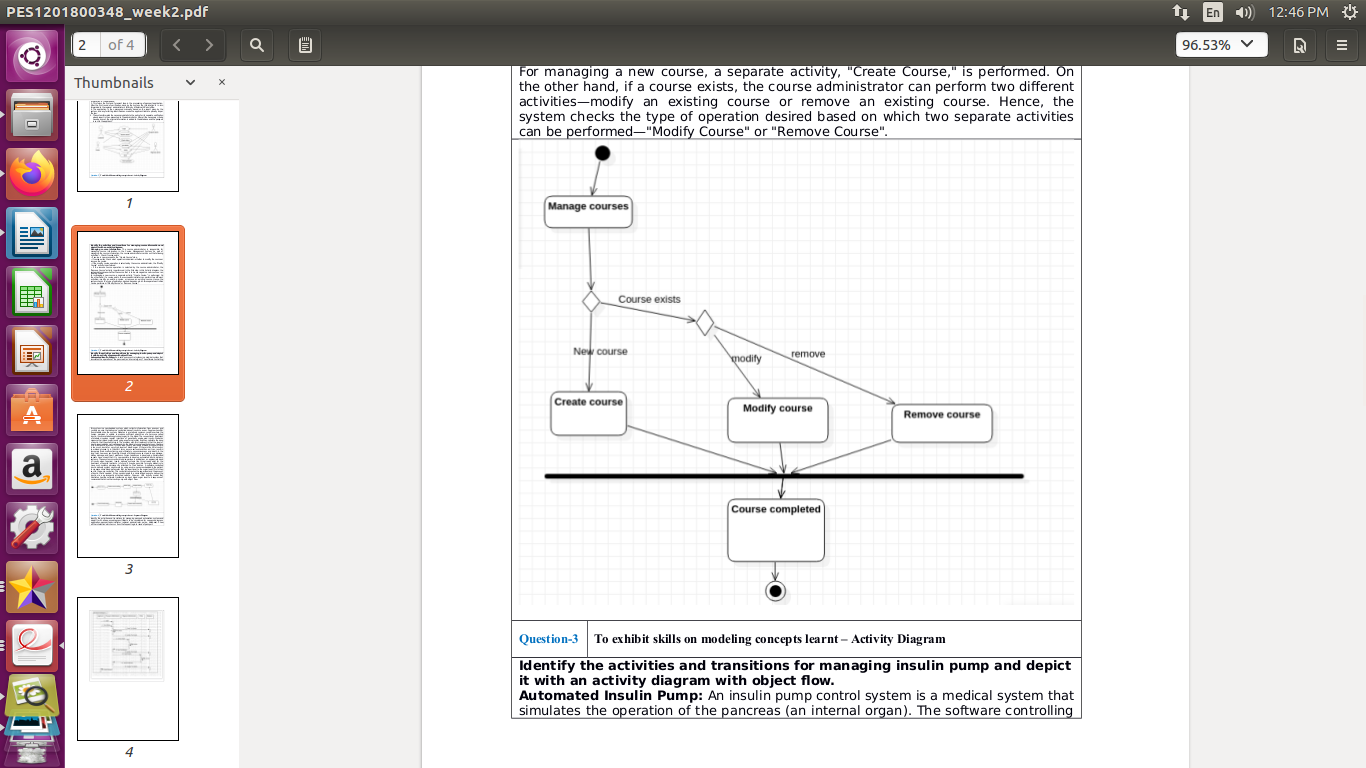 PES1201800348_week2.pdf
En
12:46 PM
2
of 4
96.53%
Thumbnails
×
1
2
3
4
For managing a new course, a separate activity, "Create Course," is performed. On
the other hand, if a course exists, the course administrator can perform two different
activities—modify an existing course or remove an existing course. Hence, the
system checks the type of operation desired based on which two separate activities
can be performed—"Modify Course" or "Remove Course".
Manage courses
Course exists
New course
modify
remove
Create course
Modify course
Remove course
Course completed
Question-3
To exhibit skills on modeling concepts learnt – Activity Diagram
Identify the activities and transitions for managing insulin pump and depict
it with an activity diagram with object flow.
Automated Insulin Pump: An insulin pump control system is a medical system that
simulates the operation of the pancreas (an internal organ). The software controlling